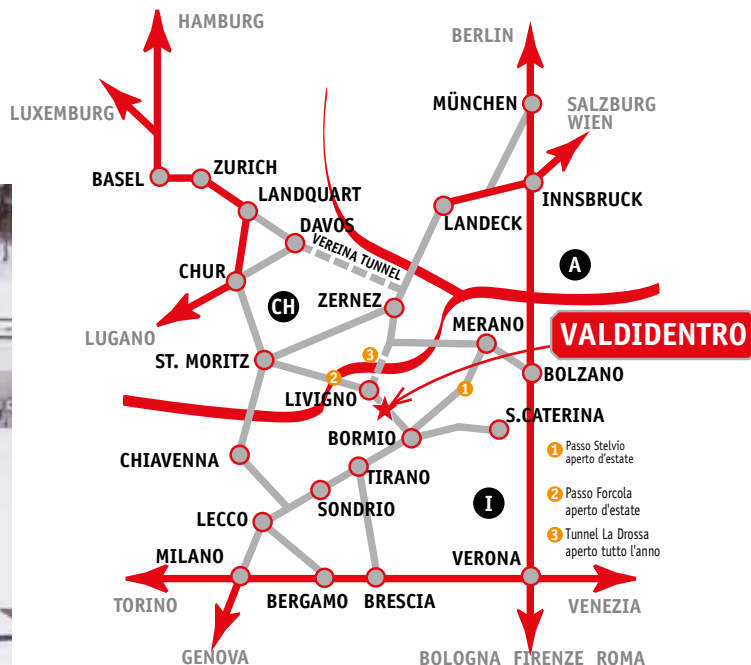 HAMBURG
BERLIN
LUXEMBURG
MÜNCHEN
SALZBURG
WIEN
BASEL
ZURICH
LANDQUART
DAVOS
VEREINA TUNNEL
LANDECK
INNSBRUCK
CHUR
CH
A
ZERNEZ
LUGANO
MERANO
VALDIDENTRO
ST. MORITZ
3
2
1
LIVIGNO
BOLZANO
S.CATERINA
BORMIO
CHIAVENNA
TIRANO
SONDRIO
LECCO
I
1 Passo Stelvio
aperto d'estate
2 Passo Forcola
aperto d'estate
3 Tunnel La Drossa
aperto tutto l'anno
MILANO
VERONA
TORINO
BERGAMO
BRESCIA
VENEZIA
GENOVA
BOLOGNA FIRENZE ROMA